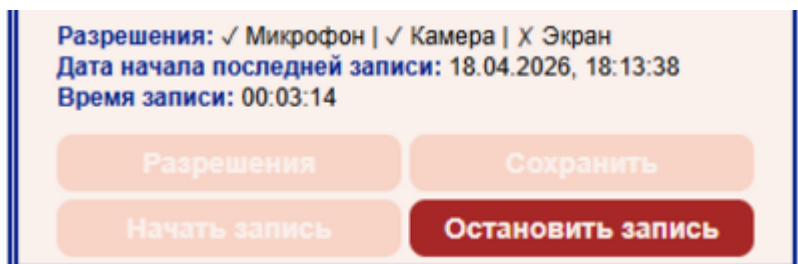 Разрешения: ✓ Микрофон | ✓ Камера | ✗ Экран
Дата начала последней записи: 18.04.2026, 18:13:38
Время записи: 00:03:14
Разрешения
Сохранить
Начать запись
Остановить запись